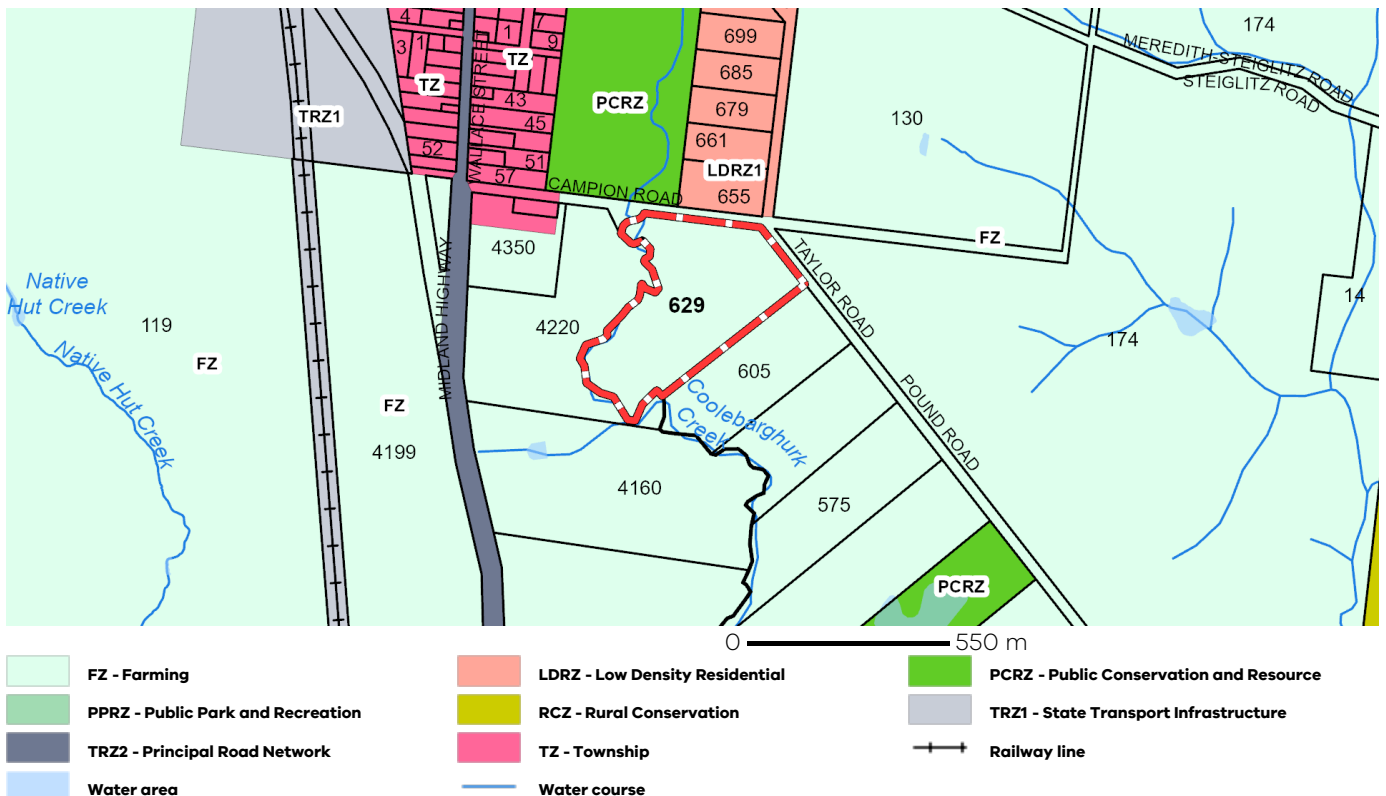 174
MEREDITH-STEIGLITZ ROAD
STEIGLITZ ROAD
4
1
7
699
3
1
9
TZ
TZ
685
WALLACE STREET
43
PCRZ
679
TRZ1
45
130
52
51
661
57
LDRZ1
CAMPION ROAD
655
4350
FZ
TAYLOR ROAD
MIDLAND HIGHWAY
Native
Hut Creek
629
14
119
4220
174
Native Hut Creek
FZ
605
POUND ROAD
FZ
Coolebarghurk
Creek
4199
4160
575
PCRZ
0 550 m
FZ - Farming
LDRZ - Low Density Residential
PCRZ - Public Conservation and Resource
PPRZ - Public Park and Recreation
RCZ - Rural Conservation
TRZ1 - State Transport Infrastructure
TRZ2 - Principal Road Network
TZ - Township
Railway line
Water area
Water course